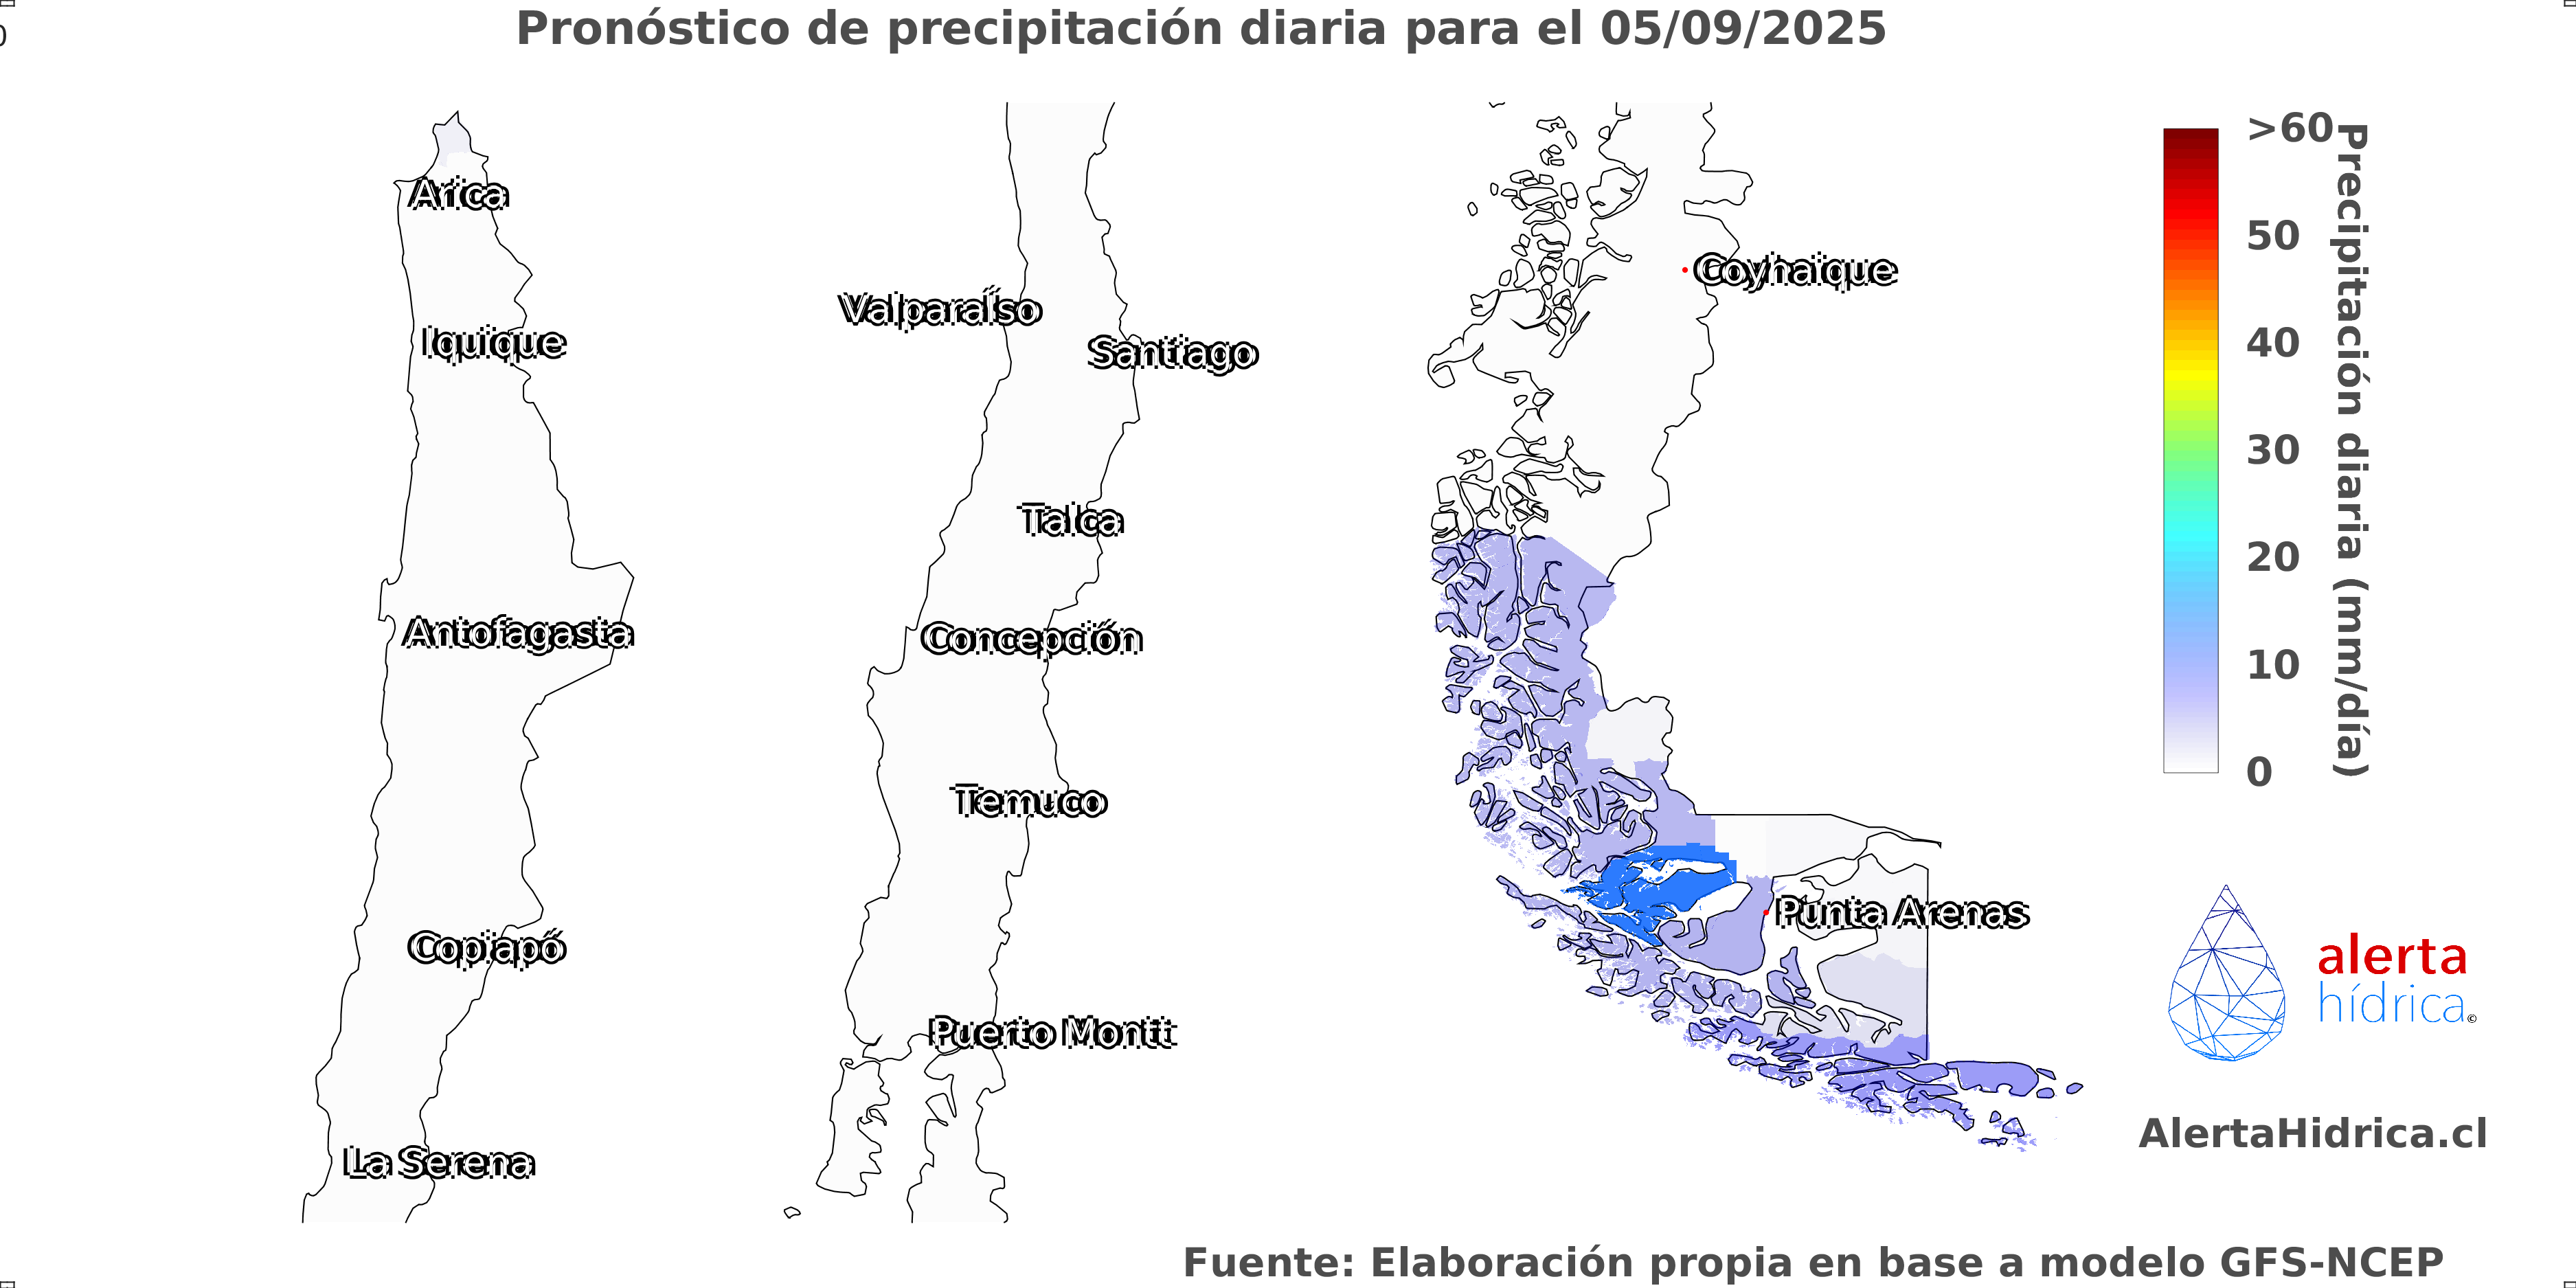 Pronóstico de precipitación diaria para el 05/09/2025
0
Arica
Iquique
Antofagasta
Copiapó
La Serena
Valparaíso
Santiago
Talca
Concepción
Temuco
Puerto Montt
Coyhaique
Punta Arenas
>60
50
40
30
20
10
0
Precipitación diaria (mm/día)
alerta
hídrica©
AlertaHidrica.cl
Fuente: Elaboración propia en base a modelo GFS-NCEP